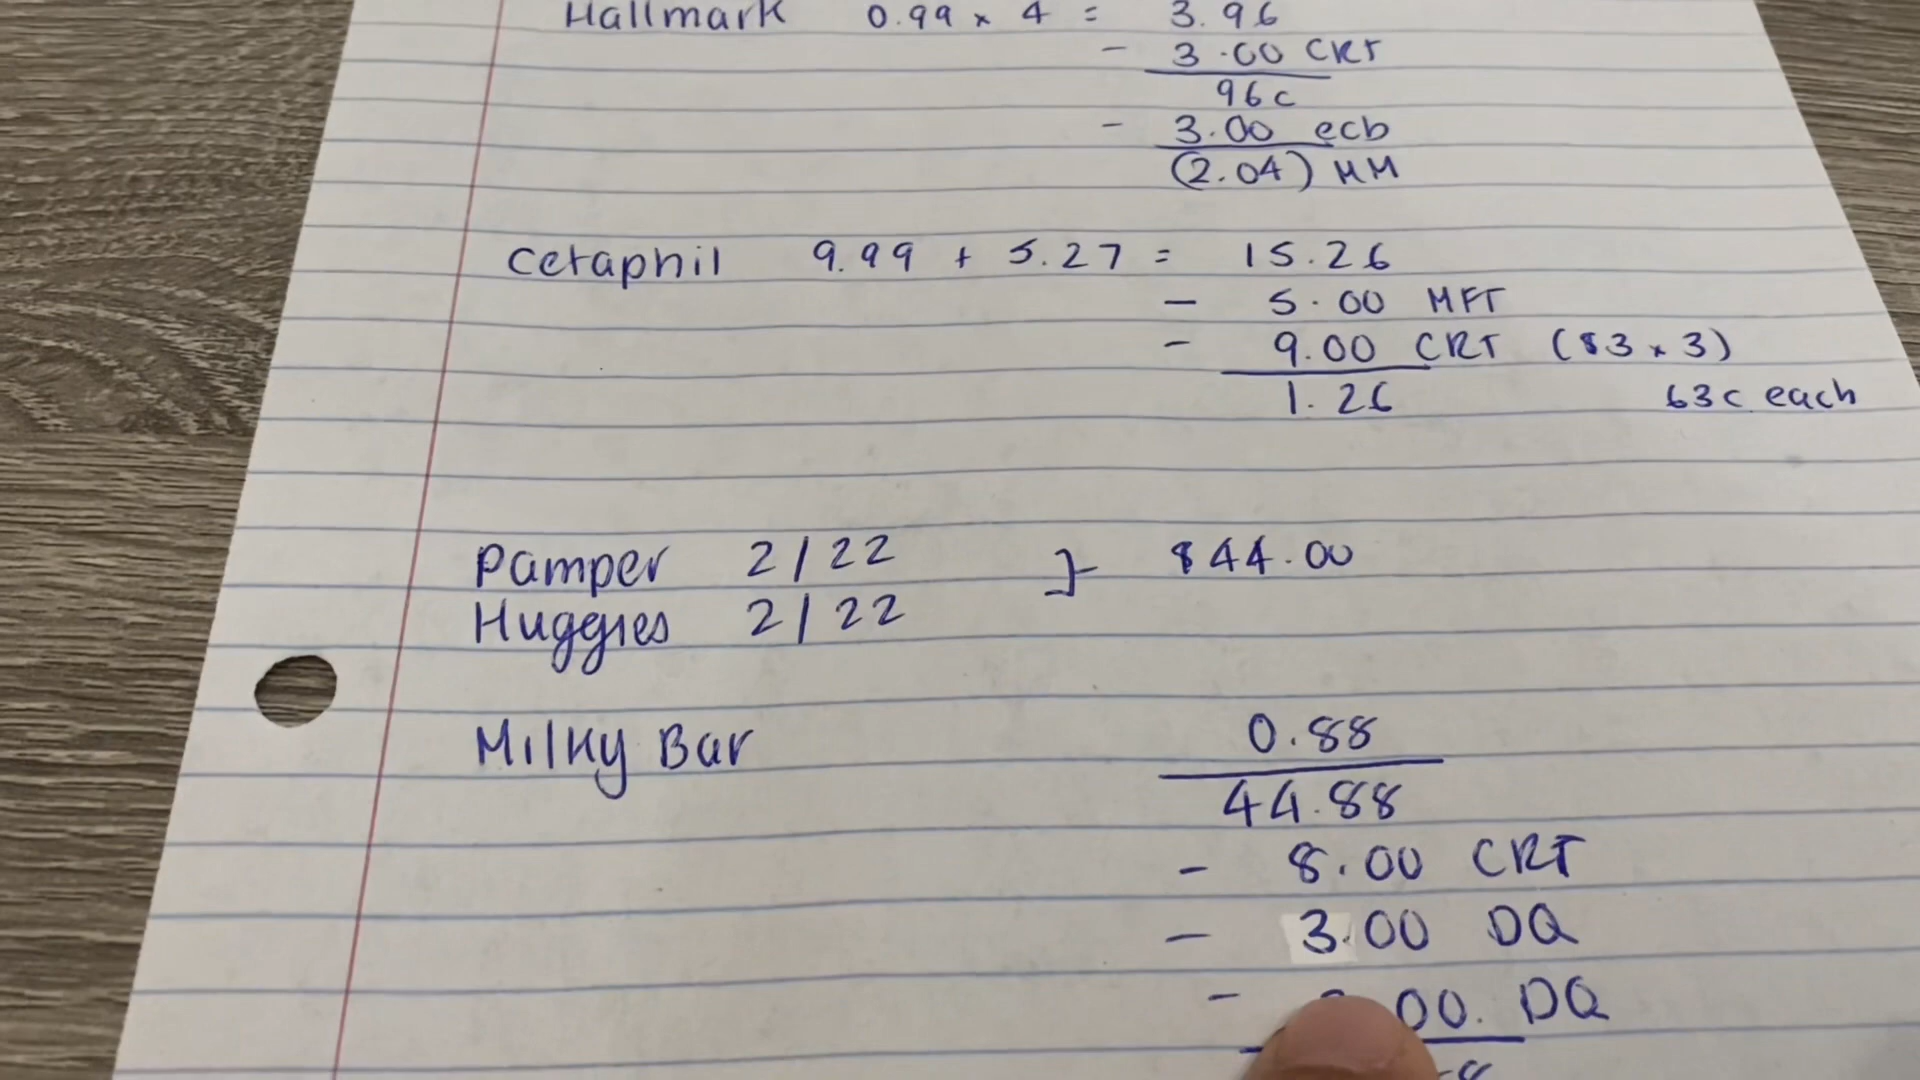 Hallmark 0.99 x 4 = 3.96
- 3.00 CRT
96c
- 3.00 ecb
(2.04) MM
Cetaphil 9.99 + 5.27 = 15.26
- 5.00 MFT
- 9.00 CRT ($3 x 3)
1.26 63c each
Pamper 2/22 }- $44.00
Huggies 2/22
Milky Bar 0.88
44.88
- 8.00 CRT
- 3.00 DQ
- 00. DQ